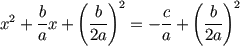 x^2 + \frac{b}{a}x + \left(\frac{b}{2a}\right)^2 = -\frac{c}{a} + \left(\frac{b}{2a}\right)^2